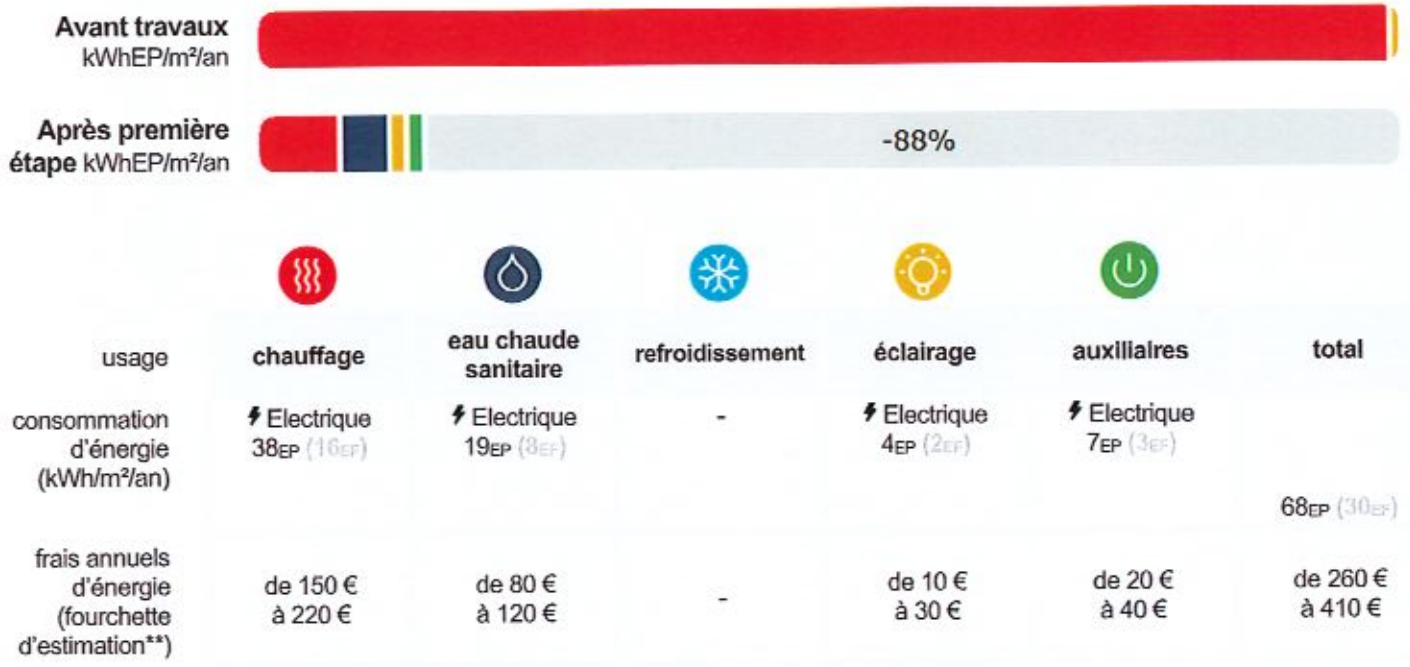 Avant travaux
kWhEP/m²/an
Après première
étape kWhEP/m²/an
-88%
usage
chauffage
eau chaude
sanitaire
refroidissement
éclairage
auxiliaires
total
consommation
d'énergie
(kWh/m²/an)
Electrique
38EP (16EF)
Electrique
19EP (8EF)
-
Electrique
4EP (2EF)
Electrique
7EP (3EF)
68EP (30EF)
frais annuels
d'énergie
(fourchette
d'estimation**)
de 150 €
à 220 €
de 80 €
à 120 €
-
de 10 €
à 30 €
de 20 €
à 40 €
de 260 €
à 410 €